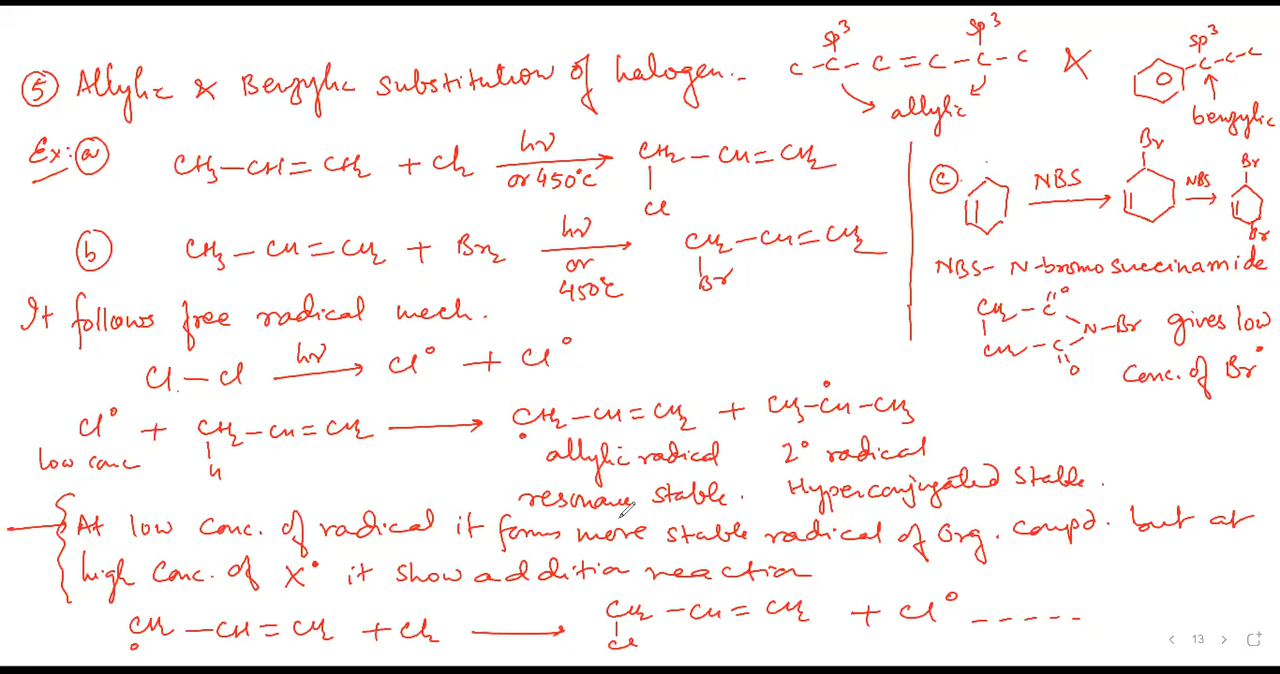 ⑤ Allylic & Benzylic substitution of halogen.-
sp³ sp³
C - C - C = C - C - C &
allylic
sp³
C - C - C
benzylic
Ex: ⓐ CH₃ - CH = CH₂ + Cl₂ hν or 450°C CH₂ - CH = CH₂
Cl
ⓑ CH₃ - CH = CH₂ + Br₂ hν or 450°C CH₂ - CH = CH₂
Br
ⓒ NBS Br NBS Br Br
NBS - N-bromo succinamide
CH₂ - C = O
CH₂ - C = O
N - Br gives low
conc. of Br•
It follows free radical mech.
Cl - Cl hν Cl° + Cl°
Cl° + CH₂ - CH = CH₂ → CH₂ - CH = CH₂ + CH₃ - CH - CH₃
low conc H allylic radical 2° radical
resonance stable. Hyperconjugated stable.
At low conc. of radical it forms more stable radical of org. compd. but at
high conc. of X• it show addition reaction
CH₂ - CH = CH₂ + Cl₂ → CH₂ - CH = CH₂ + Cl° - - - - -
Cl
< 13 >